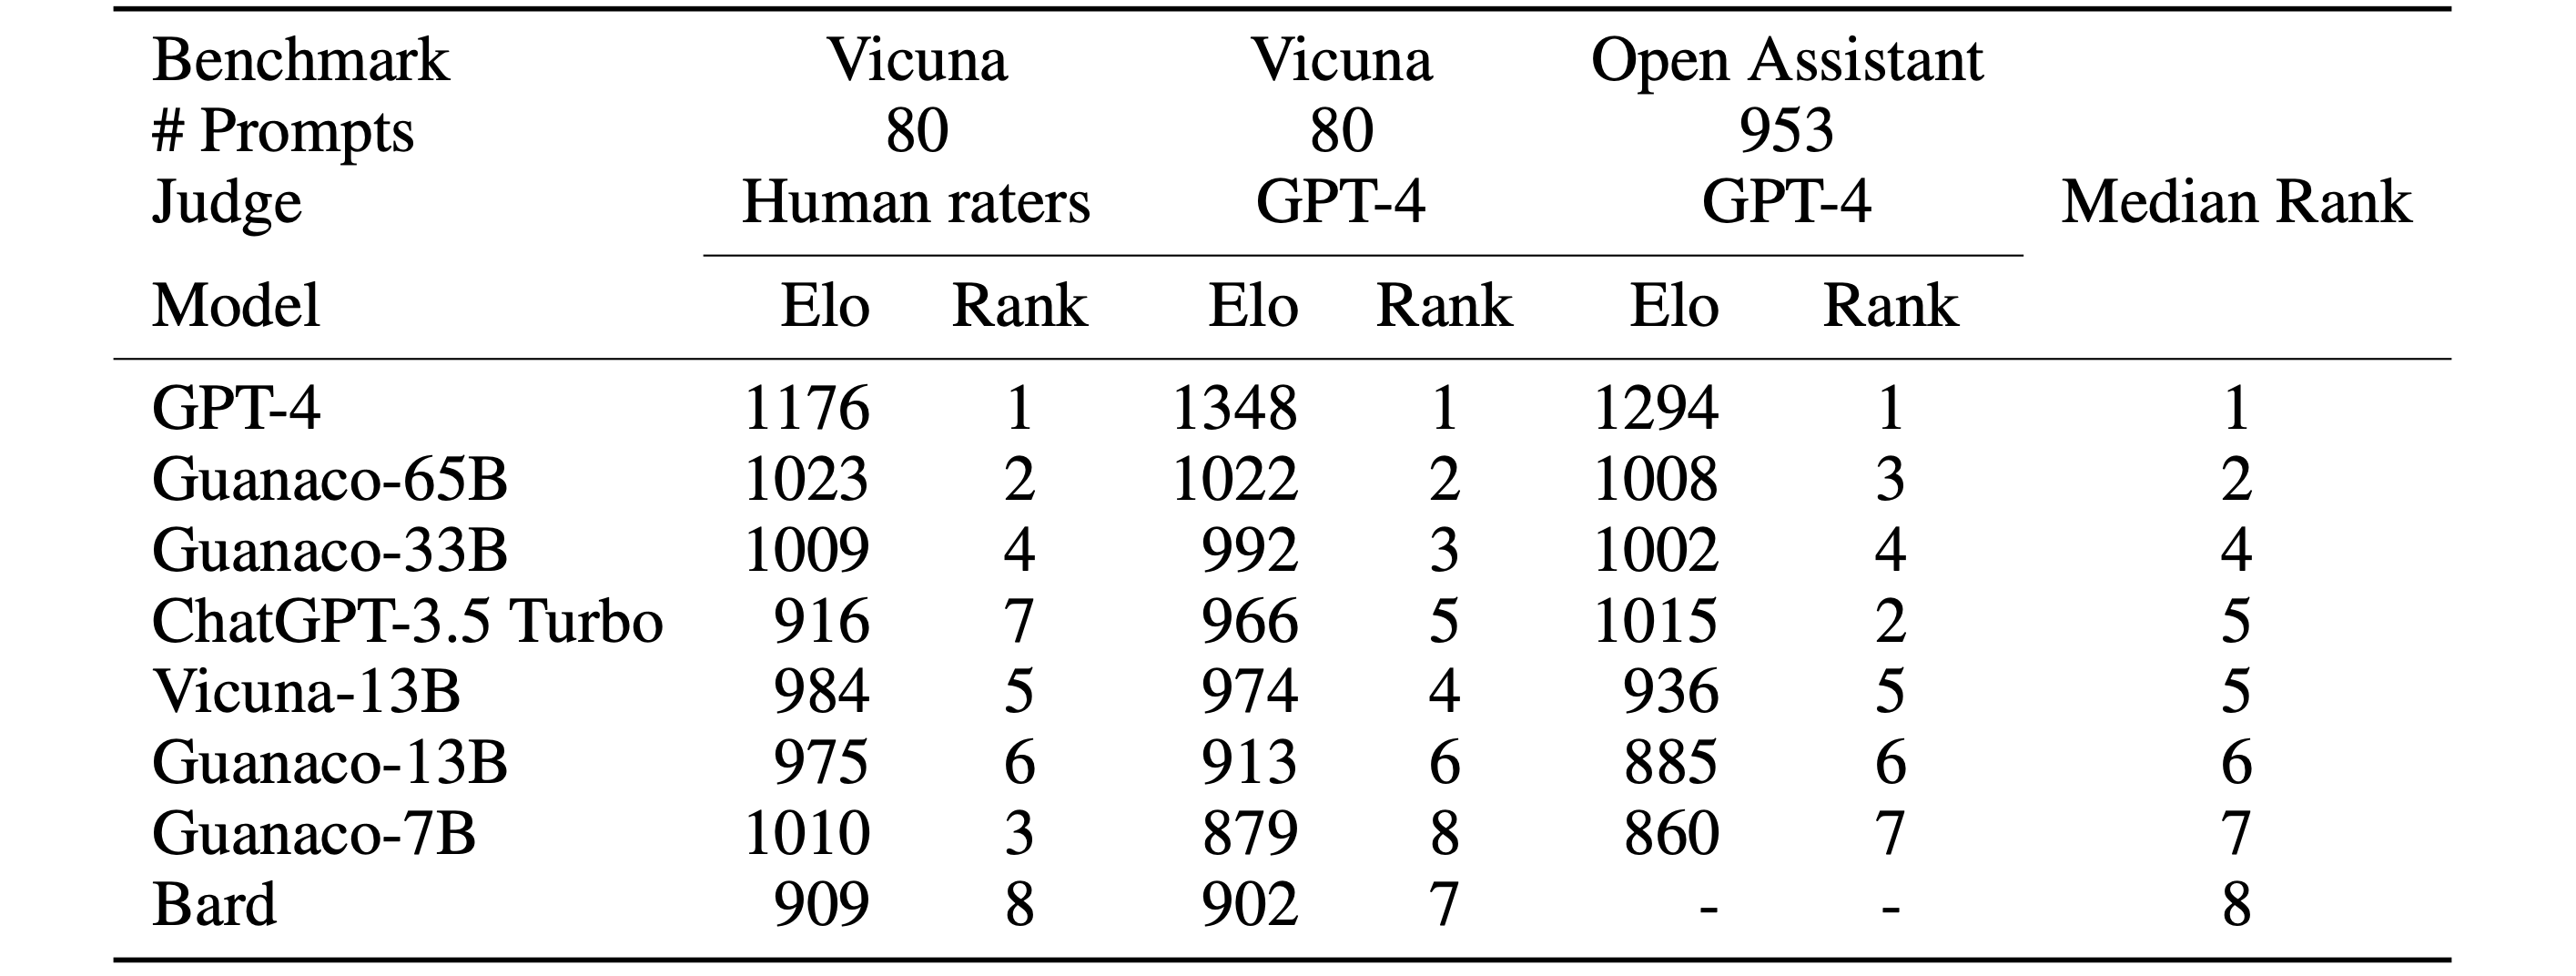 Benchmark Vicuna Vicuna Open Assistant
# Prompts 80 80 953
Judge Human raters GPT-4 GPT-4 Median Rank
Model Elo Rank Elo Rank Elo Rank
GPT-4 1176 1 1348 1 1294 1 1
Guanaco-65B 1023 2 1022 2 1008 3 2
Guanaco-33B 1009 4 992 3 1002 4 4
ChatGPT-3.5 Turbo 916 7 966 5 1015 2 5
Vicuna-13B 984 5 974 4 936 5 5
Guanaco-13B 975 6 913 6 885 6 6
Guanaco-7B 1010 3 879 8 860 7 7
Bard 909 8 902 7 - - 8